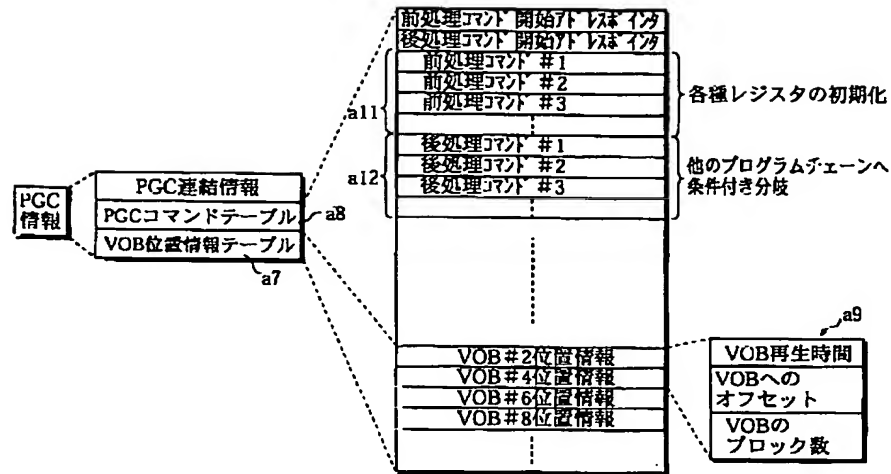 前処理コマンド開始アドレスポインタ
後処理コマンド開始アドレスポインタ
前処理コマンド #1
前処理コマンド #2
前処理コマンド #3
a11
各種レジスタの初期化
後処理コマンド #1
後処理コマンド #2
後処理コマンド #3
a12
他のプログラムチェーンへ
条件付き分岐
PGC
情報
PGC連結情報
PGCコマンドテーブル
a8
VOB位置情報テーブル
a7
VOB#2位置情報
VOB#4位置情報
VOB#6位置情報
VOB#8位置情報
a9
VOB再生時間
VOBへの
オフセット
VOBの
ブロック数